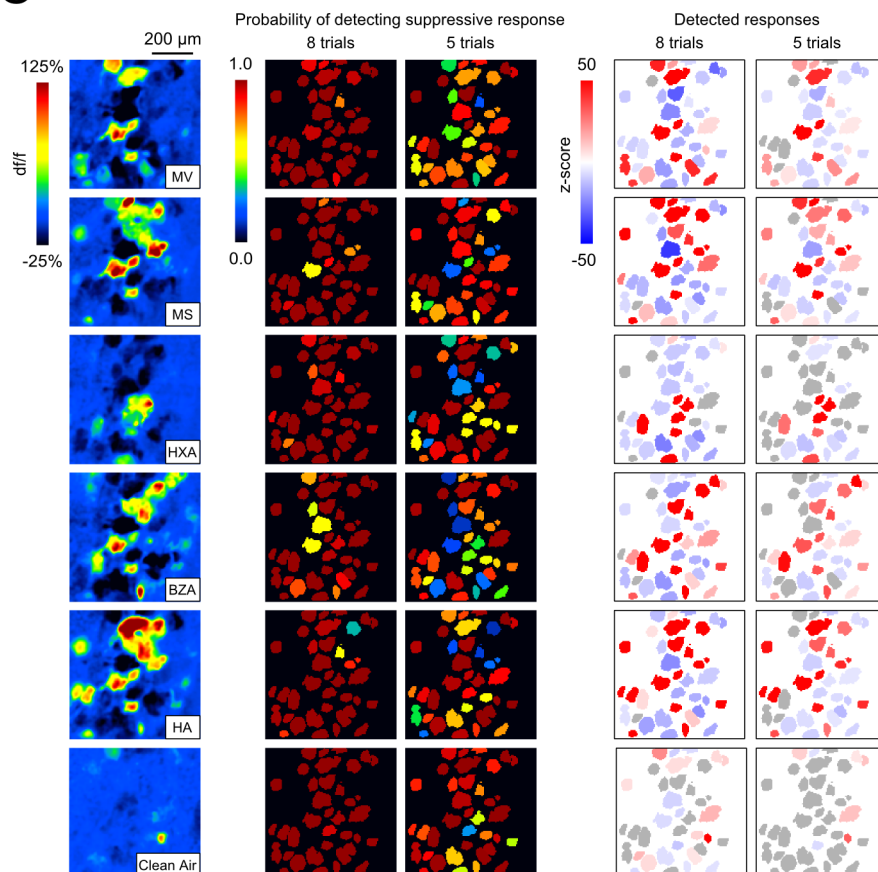 Probability of detecting suppressive response
Detected responses
200 µm
8 trials
5 trials
8 trials
5 trials
125%
1.0
50
df/f
z-score
MV
-25%
0.0
-50
MS
HXA
BZA
HA
Clean Air